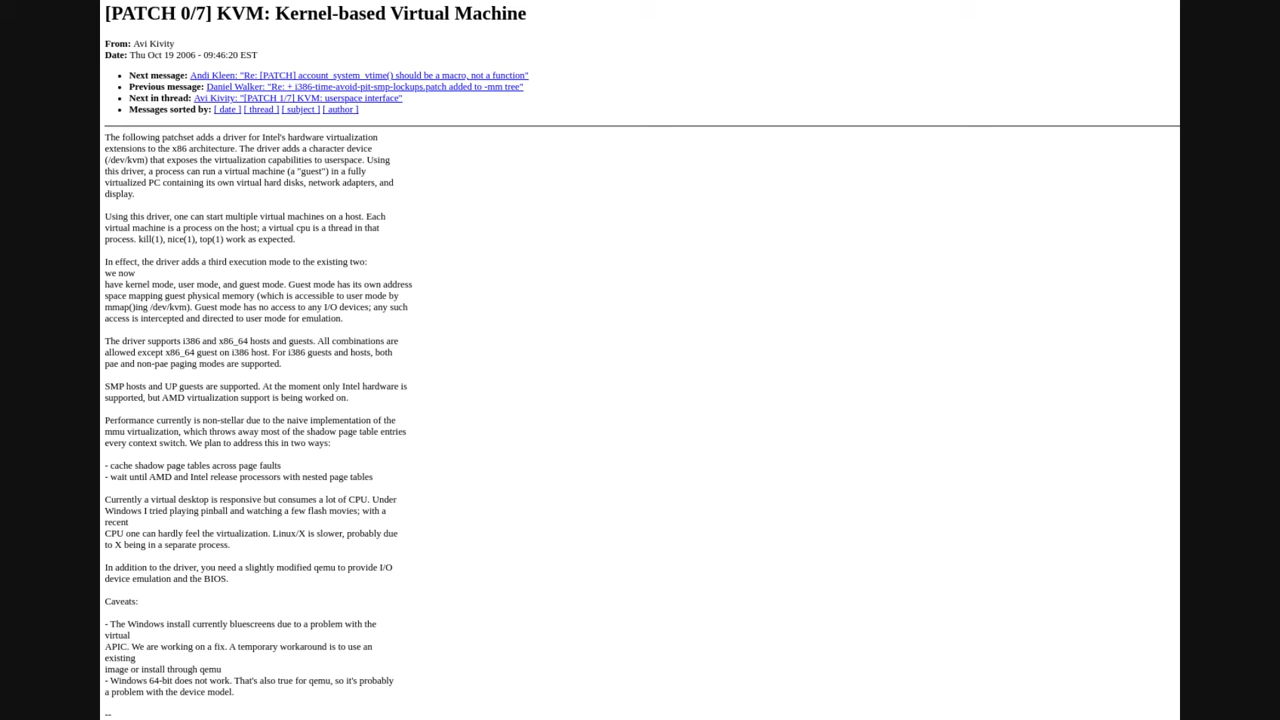 [PATCH 0/7] KVM: Kernel-based Virtual Machine
From: Avi Kivity
Date: Thu Oct 19 2006 - 09:46:20 EST
Next message: Andi Kleen: "Re: [PATCH] account_system_vtime() should be a macro, not a function"
Previous message: Daniel Walker: "Re: + i386-time-avoid-pit-smp-lockups.patch added to -mm tree"
Next in thread: Avi Kivity: "[PATCH 1/7] KVM: userspace interface"
Messages sorted by: [ date ] [ thread ] [ subject ] [ author ]
The following patchset adds a driver for Intel's hardware virtualization
extensions to the x86 architecture. The driver adds a character device
(/dev/kvm) that exposes the virtualization capabilities to userspace. Using
this driver, a process can run a virtual machine (a "guest") in a fully
virtualized PC containing its own virtual hard disks, network adapters, and
display.
Using this driver, one can start multiple virtual machines on a host. Each
virtual machine is a process on the host; a virtual cpu is a thread in that
process. kill(1), nice(1), top(1) work as expected.
In effect, the driver adds a third execution mode to the existing two:
we now
have kernel mode, user mode, and guest mode. Guest mode has its own address
space mapping guest physical memory (which is accessible to user mode by
mmap()ing /dev/kvm). Guest mode has no access to any I/O devices; any such
access is intercepted and directed to user mode for emulation.
The driver supports i386 and x86_64 hosts and guests. All combinations are
allowed except x86_64 guest on i386 host. For i386 guests and hosts, both
pae and non-pae paging modes are supported.
SMP hosts and UP guests are supported. At the moment only Intel hardware is
supported, but AMD virtualization support is being worked on.
Performance currently is non-stellar due to the naive implementation of the
mmu virtualization, which throws away most of the shadow page table entries
every context switch. We plan to address this in two ways:
- cache shadow page tables across page faults
- wait until AMD and Intel release processors with nested page tables
Currently a virtual desktop is responsive but consumes a lot of CPU. Under
Windows I tried playing pinball and watching a few flash movies; with a
recent
CPU one can hardly feel the virtualization. Linux/X is slower, probably due
to X being in a separate process.
In addition to the driver, you need a slightly modified qemu to provide I/O
device emulation and the BIOS.
Caveats:
- The Windows install currently bluescreens due to a problem with the
virtual
APIC. We are working on a fix. A temporary workaround is to use an
existing
image or install through qemu
- Windows 64-bit does not work. That's also true for qemu, so it's probably
a problem with the device model.
--